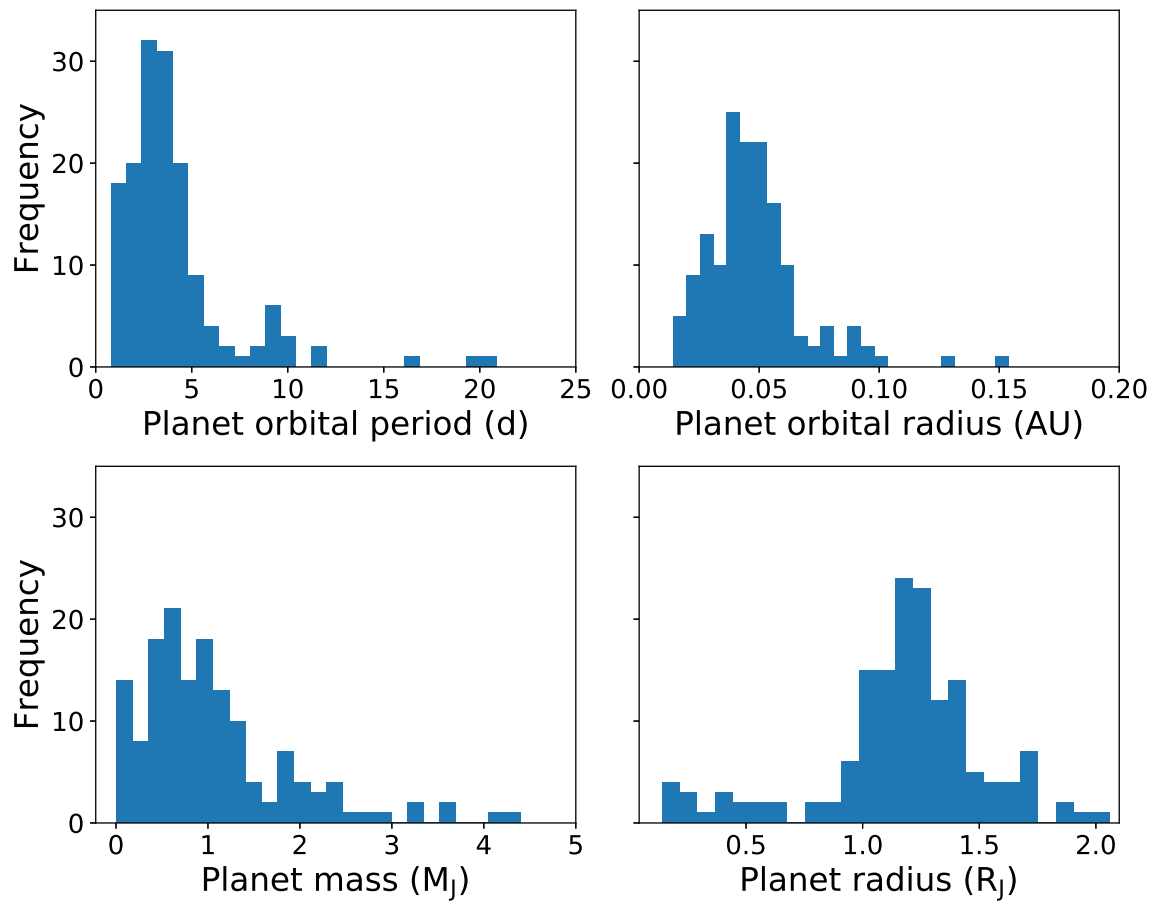 30
20
10
0
Frequency
0 5 10 15 20 25
Planet orbital period (d)
0.00 0.05 0.10 0.15 0.20
Planet orbital radius (AU)
30
20
10
0
Frequency
0 1 2 3 4 5
Planet mass (M_J)
0.5 1.0 1.5 2.0
Planet radius (R_J)